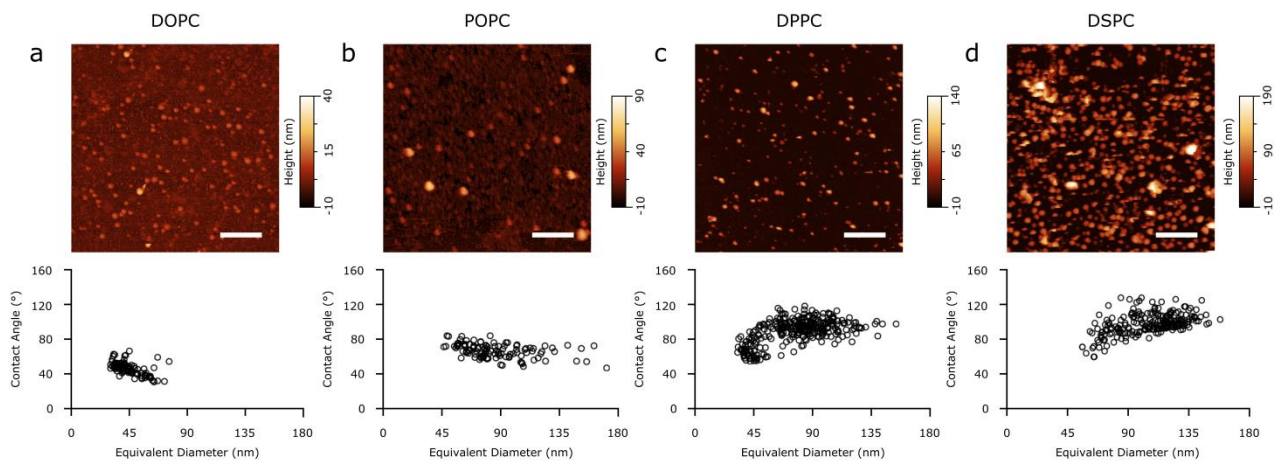 DOPC
POPC
DPPC
DSPC
a
b
c
d
40
15
-10
Height (nm)
90
40
-10
Height (nm)
140
65
-10
Height (nm)
190
90
-10
Height (nm)
160
120
80
40
0
Contact Angle (°)
0 45 90 135 180
Equivalent Diameter (nm)
160
120
80
40
0
Contact Angle (°)
0 45 90 135 180
Equivalent Diameter (nm)
160
120
80
40
0
Contact Angle (°)
0 45 90 135 180
Equivalent Diameter (nm)
160
120
80
40
0
Contact Angle (°)
0 45 90 135 180
Equivalent Diameter (nm)